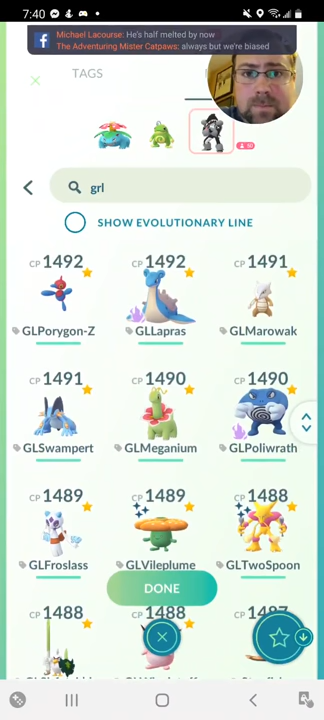 7:40
Michael Lacourse: He's half melted by now
The Adventuring Mister Catpaws: always but we're biased
TAGS
grl
SHOW EVOLUTIONARY LINE
CP 1492 CP 1492 CP 1491
GLPorygon-Z GLLapras GLMarowak
CP 1491 CP 1490 CP 1490
GLSwampert GLMeganium GLPoliwrath
CP 1489 CP 1489 CP 1488
GLFroslass GLVileplume GLTwoSpoon
DONE
CP 1488 1488